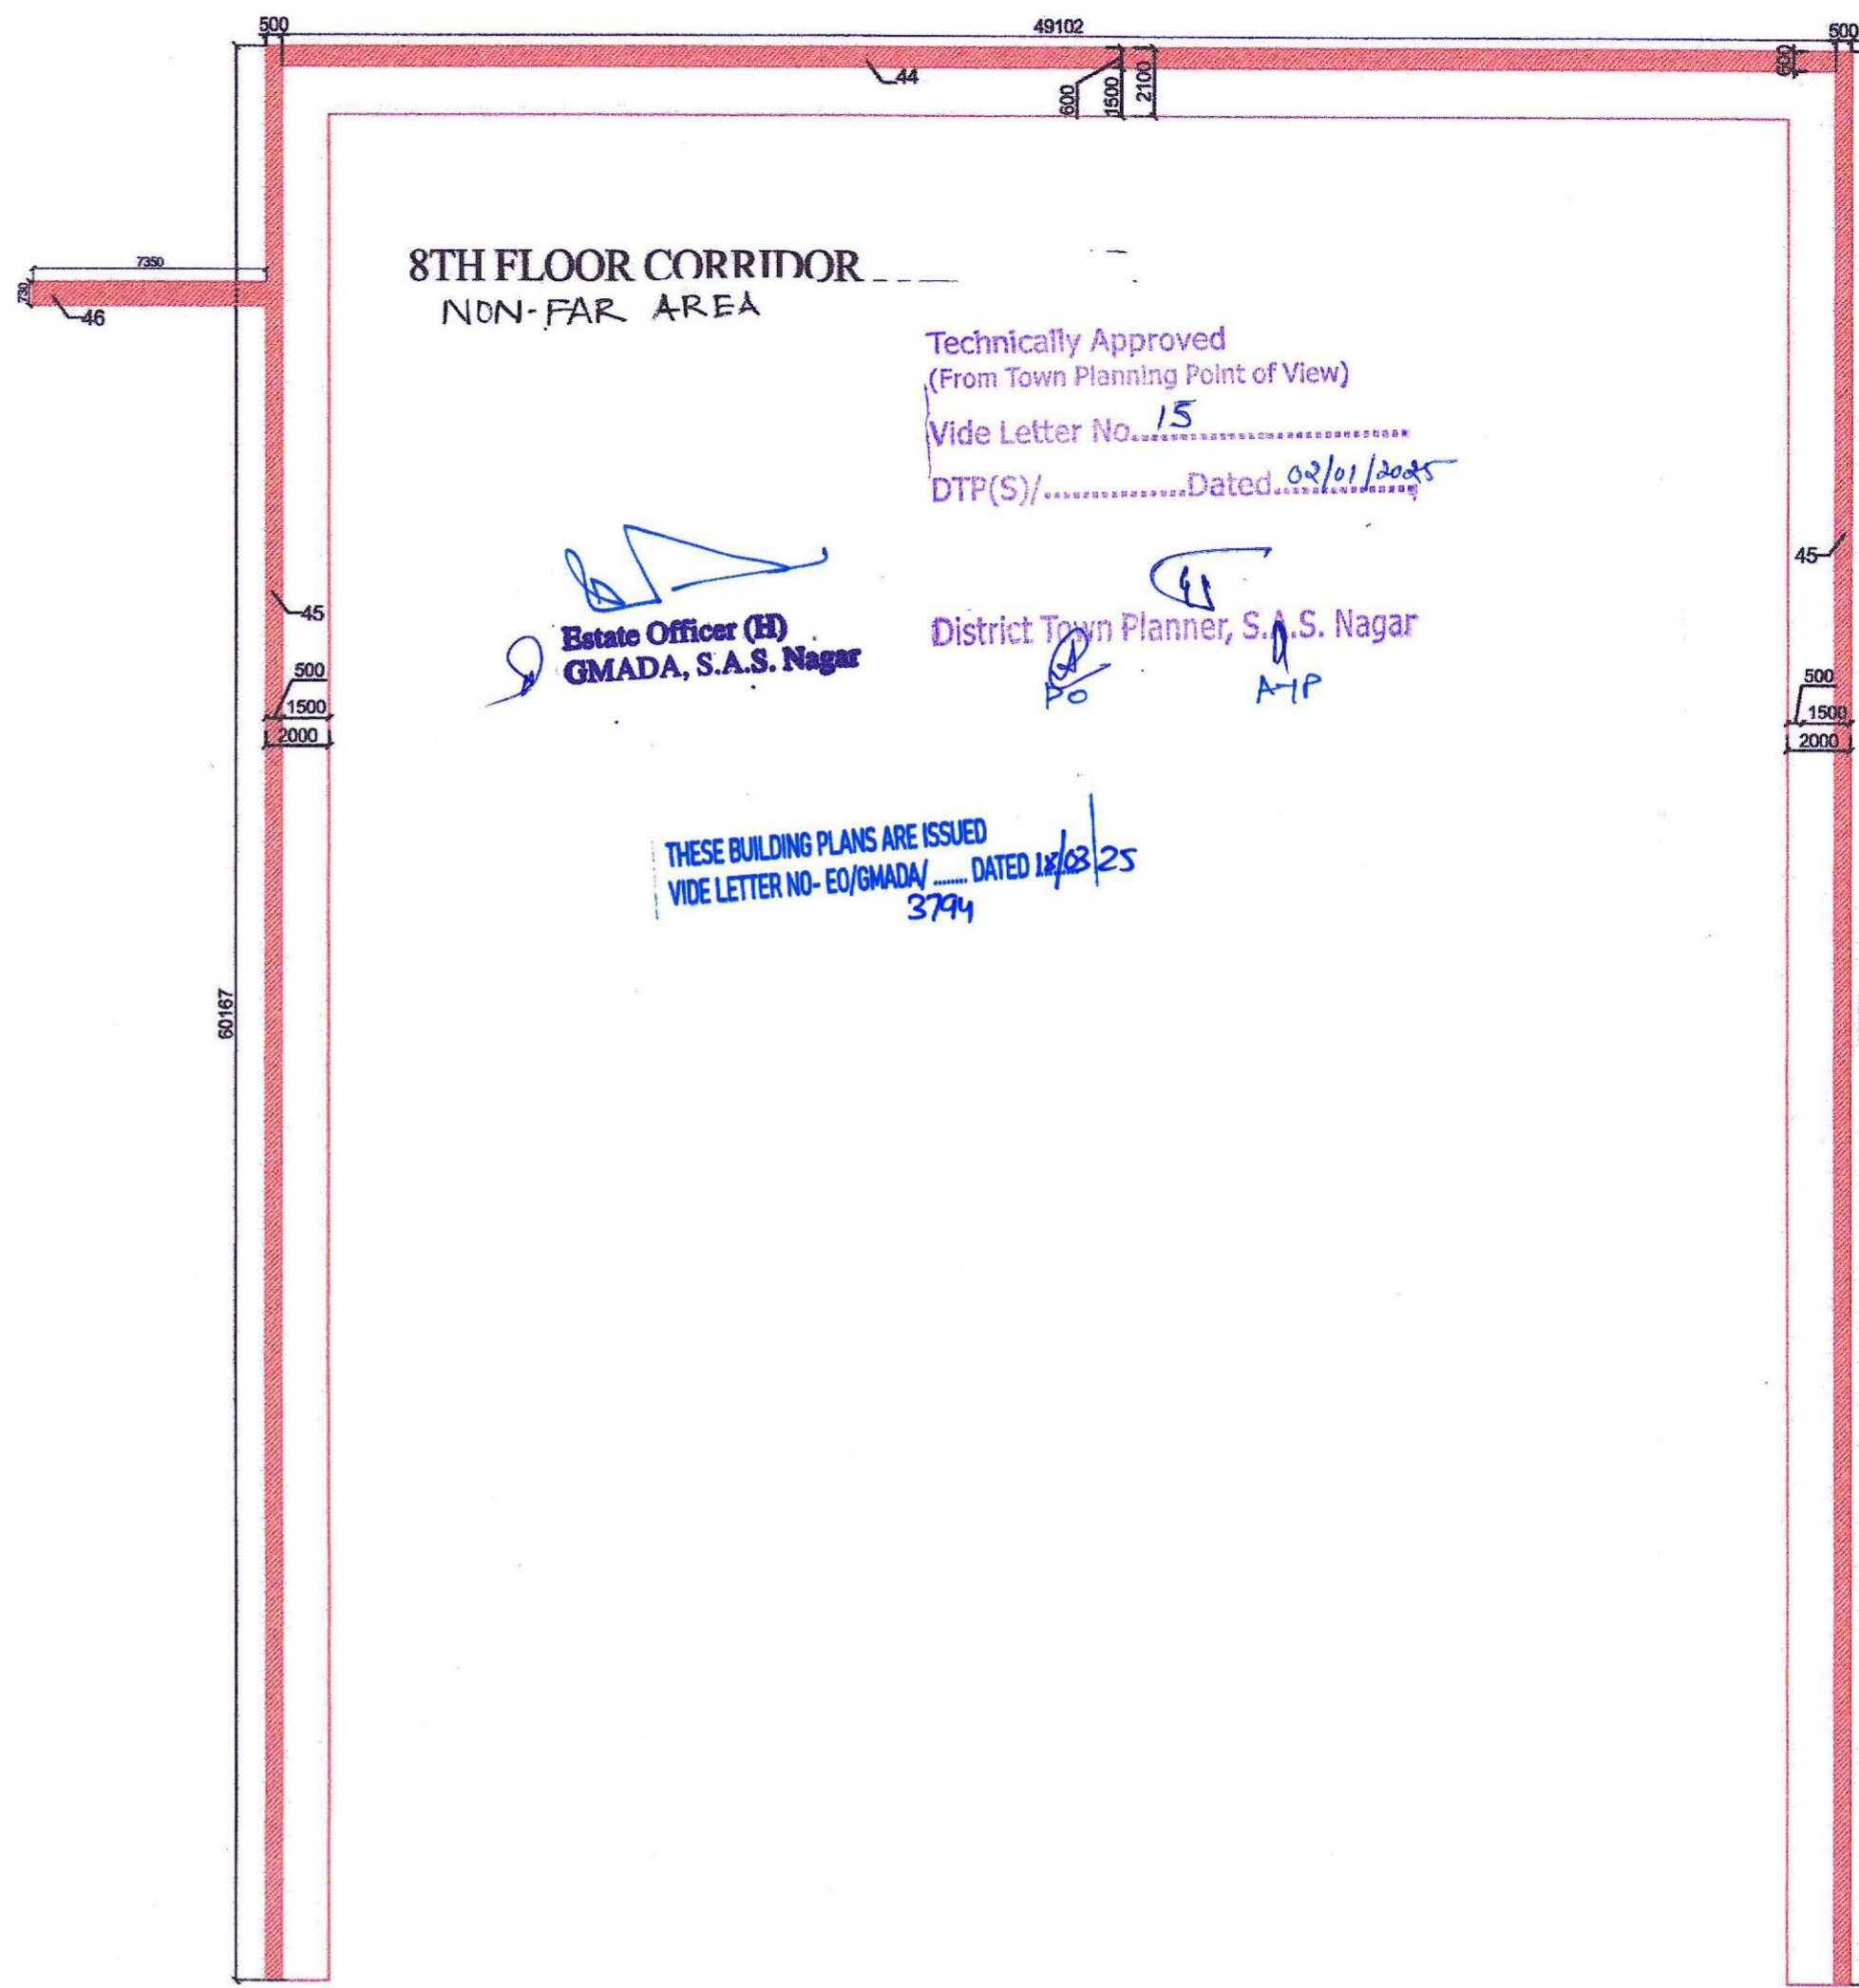 500
49102
500
44
600
1500
2100
600
8TH FLOOR CORRIDOR
NON-FAR AREA
7350
730
46
Technically Approved
(From Town Planning Point of View)
Vide Letter No. 15
DTP(S)/...............Dated 02/01/2025
45
45
Estate Officer (H)
GMADA, S.A.S. Nagar
District Town Planner, S.A.S. Nagar
PO
ATP
500
1500
2000
500
1500
2000
THESE BUILDING PLANS ARE ISSUED
VIDE LETTER NO- EO/GMADA/ ....... DATED 18/03/25
3794
60167